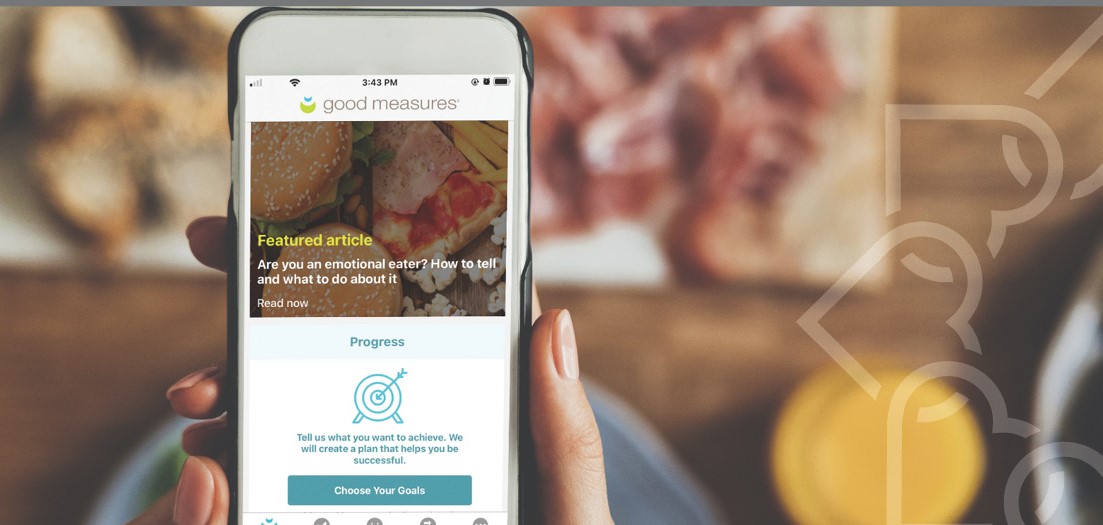 3:43 PM
good measures®
Featured article
Are you an emotional eater? How to tell
and what to do about it
Read now
Progress
Tell us what you want to achieve. We
will create a plan that helps you be
successful.
Choose Your Goals